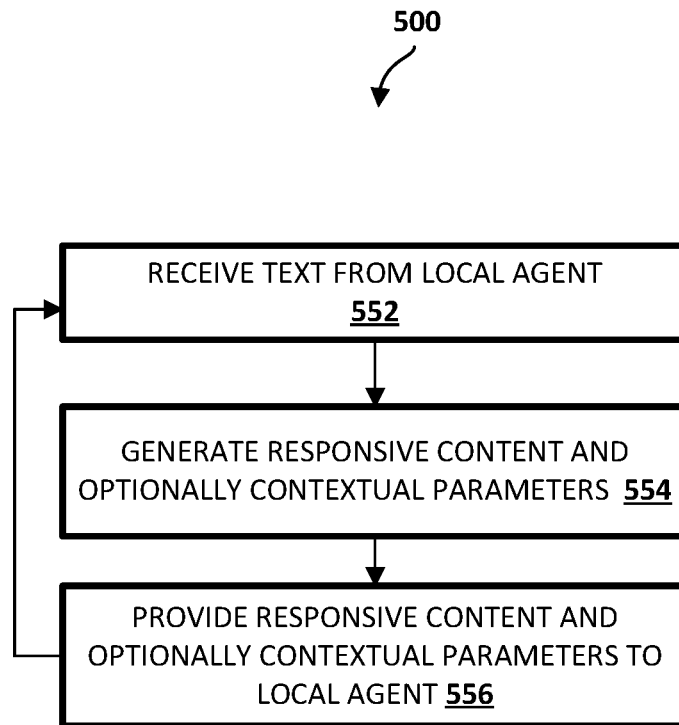 500
RECEIVE TEXT FROM LOCAL AGENT
552
GENERATE RESPONSIVE CONTENT AND
OPTIONALLY CONTEXTUAL PARAMETERS 554
PROVIDE RESPONSIVE CONTENT AND
OPTIONALLY CONTEXTUAL PARAMETERS TO
LOCAL AGENT 556